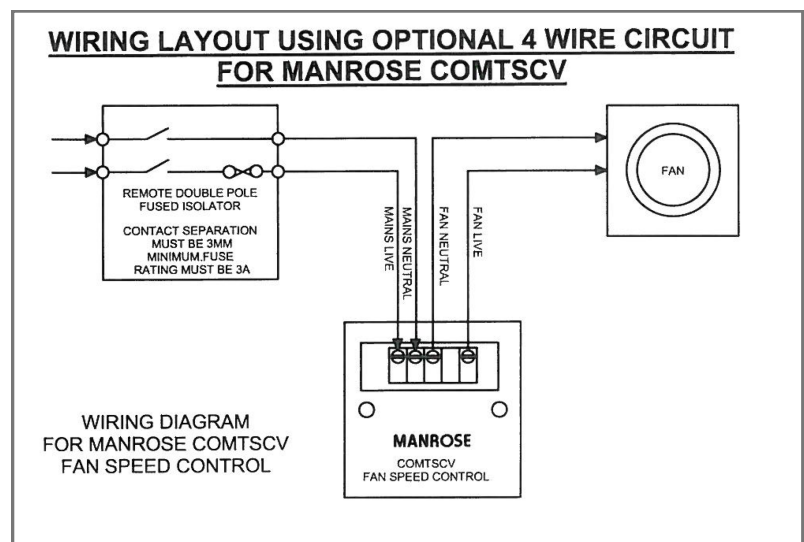 WIRING LAYOUT USING OPTIONAL 4 WIRE CIRCUIT
FOR MANROSE COMTSCV
REMOTE DOUBLE POLE
FUSED ISOLATOR
CONTACT SEPARATION
MUST BE 3MM
MINIMUM.FUSE
RATING MUST BE 3A
MAINS LIVE
MAINS NEUTRAL
FAN NEUTRAL
FAN LIVE
FAN
MANROSE
COMTSCV
FAN SPEED CONTROL
WIRING DIAGRAM
FOR MANROSE COMTSCV
FAN SPEED CONTROL